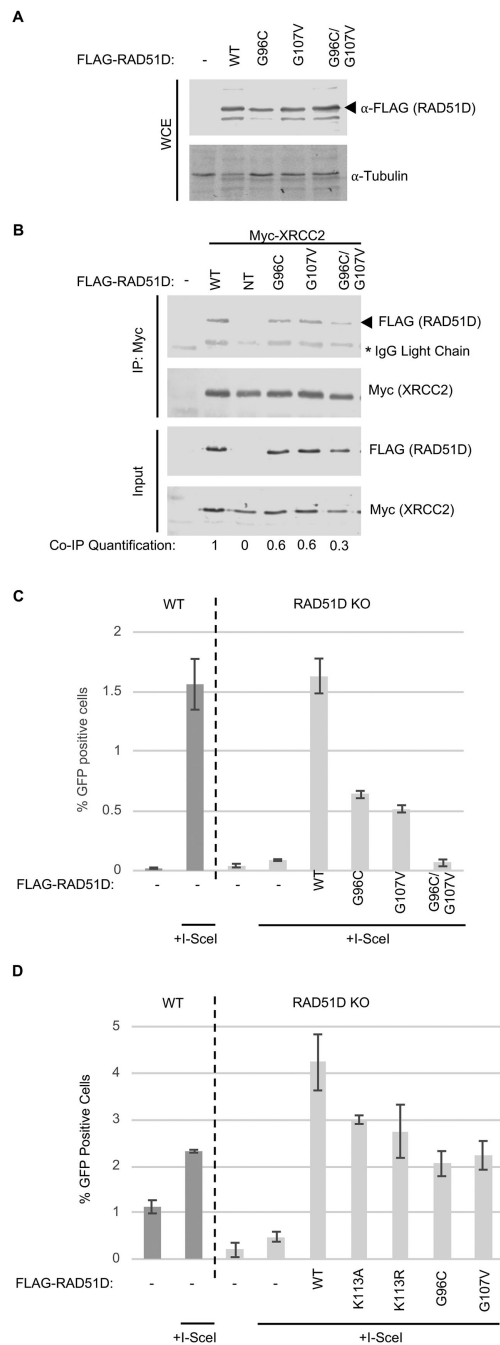 A
FLAG-RAD51D: - WT G96C G107V G96C/ G107V
WCE
α-FLAG (RAD51D)
α-Tubulin
B
Myc-XRCC2
FLAG-RAD51D: - WT NT G96C G107V G96C/ G107V
IP: Myc
FLAG (RAD51D)
* IgG Light Chain
Myc (XRCC2)
Input
FLAG (RAD51D)
Myc (XRCC2)
Co-IP Quantification: 1 0 0.6 0.6 0.3
C
WT RAD51D KO
% GFP positive cells
2
1.5
1
0.5
0
FLAG-RAD51D: - - - - WT G96C G107V G96C/ G107V
+I-SceI +I-SceI
D
WT RAD51D KO
% GFP Positive Cells
5
4
3
2
1
0
FLAG-RAD51D: - - - - WT K113A K113R G96C G107V
+I-SceI +I-SceI